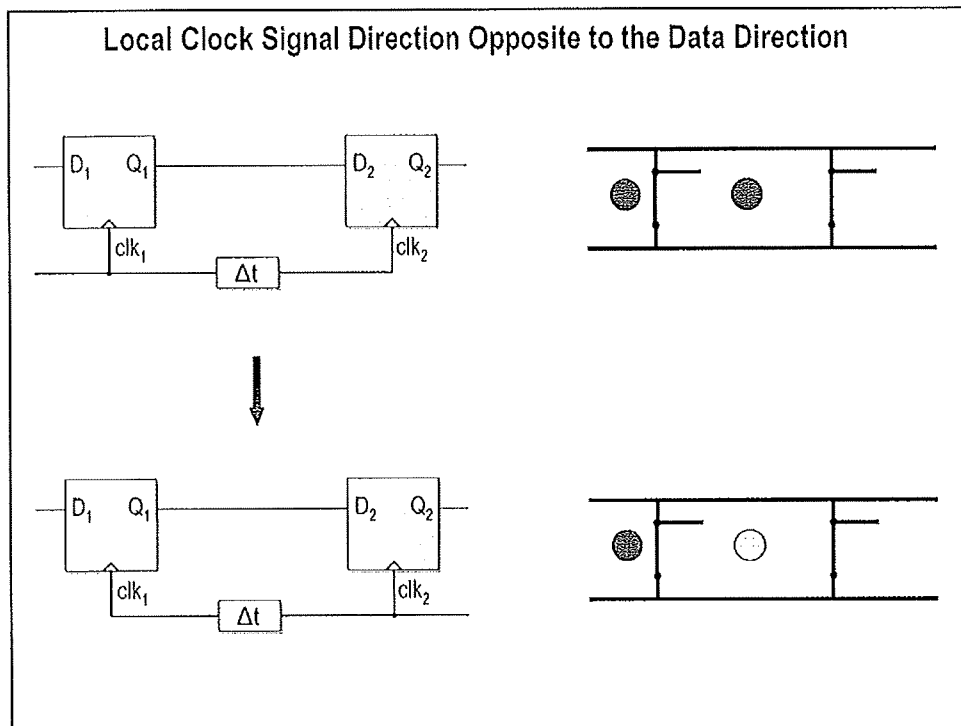 Local Clock Signal Direction Opposite to the Data Direction
D₁ Q₁ D₂ Q₂
clk₁ clk₂
Δt
D₁ Q₁ D₂ Q₂
clk₁ clk₂
Δt